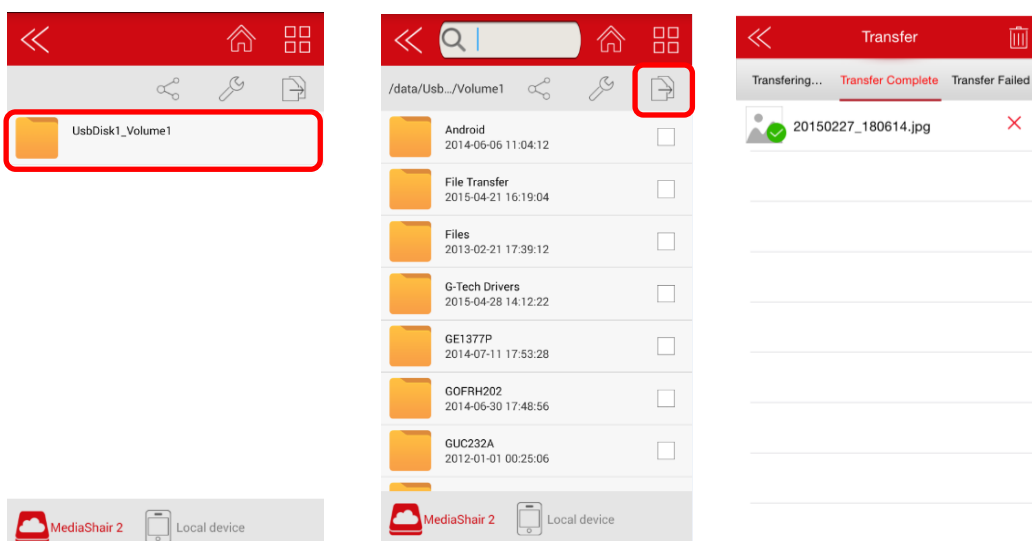 UsbDisk1_Volume1
MediaShair 2
Local device
/data/Usb.../Volume1
Android
2014-06-06 11:04:12
File Transfer
2015-04-21 16:19:04
Files
2013-02-21 17:39:12
G-Tech Drivers
2015-04-28 14:12:22
GE1377P
2014-07-11 17:53:28
GOFRH202
2014-06-30 17:48:56
GUC232A
2012-01-01 00:25:06
MediaShair 2
Local device
Transfer
Transfering...
Transfer Complete
Transfer Failed
20150227_180614.jpg